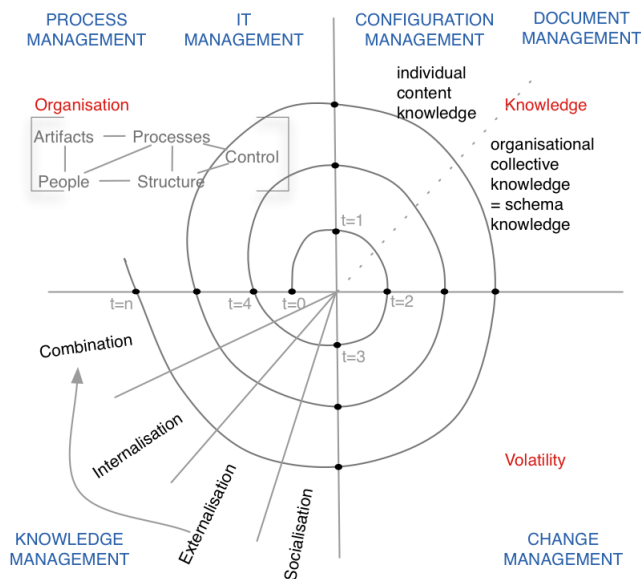 PROCESS
MANAGEMENT
IT
MANAGEMENT
CONFIGURATION
MANAGEMENT
DOCUMENT
MANAGEMENT
individual
content
knowledge
Organisation
Knowledge
Artifacts
Processes
Control
People
Structure
organisational
collective
knowledge
= schema
knowledge
t=1
t=n
t=4
t=0
t=2
t=3
Combination
Internalisation
Externalisation
Socialisation
Volatility
KNOWLEDGE
MANAGEMENT
CHANGE
MANAGEMENT